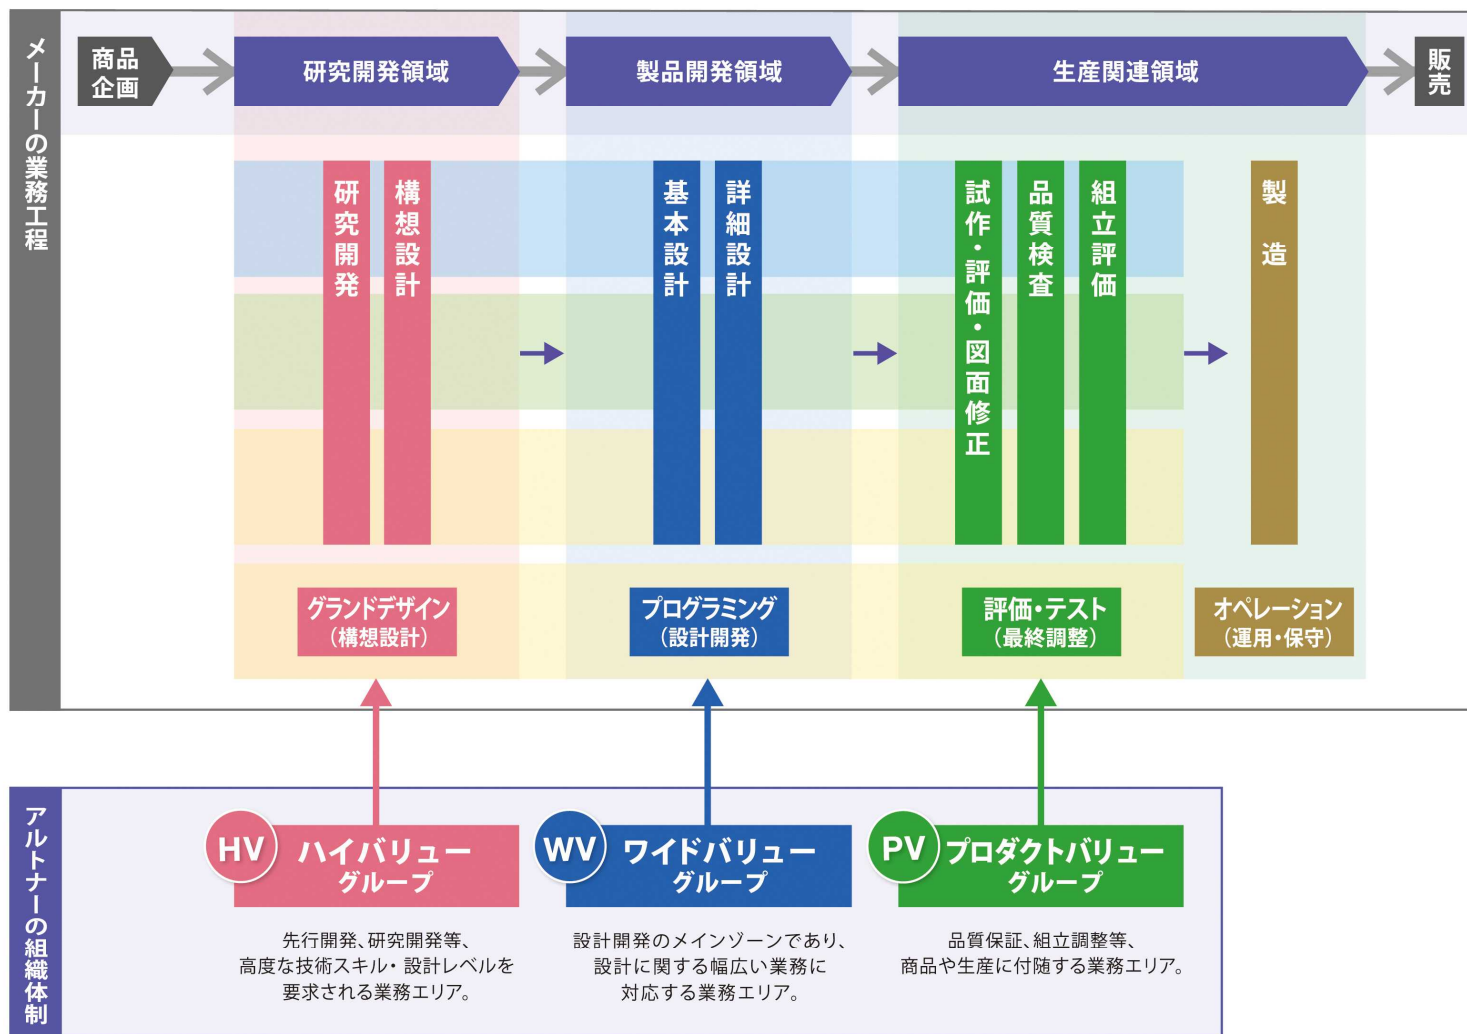 メーカーの業務工程
商品
企画
研究開発領域
製品開発領域
生産関連領域
販売
研究開発
構想設計
基本設計
詳細設計
試作・評価・図面修正
品質検査
組立評価
製造
グランドデザイン
（構想設計）
プログラミング
（設計開発）
評価・テスト
（最終調整）
オペレーション
（運用・保守）
アルトナーの組織体制
HV
ハイバリュー
グループ
先行開発、研究開発等、
高度な技術スキル・設計レベルを
要求される業務エリア。
WV
ワイドバリュー
グループ
設計開発のメインゾーンであり、
設計に関する幅広い業務に
対応する業務エリア。
PV
プロダクトバリュー
グループ
品質保証、組立調整等、
商品や生産に付随する業務エリア。